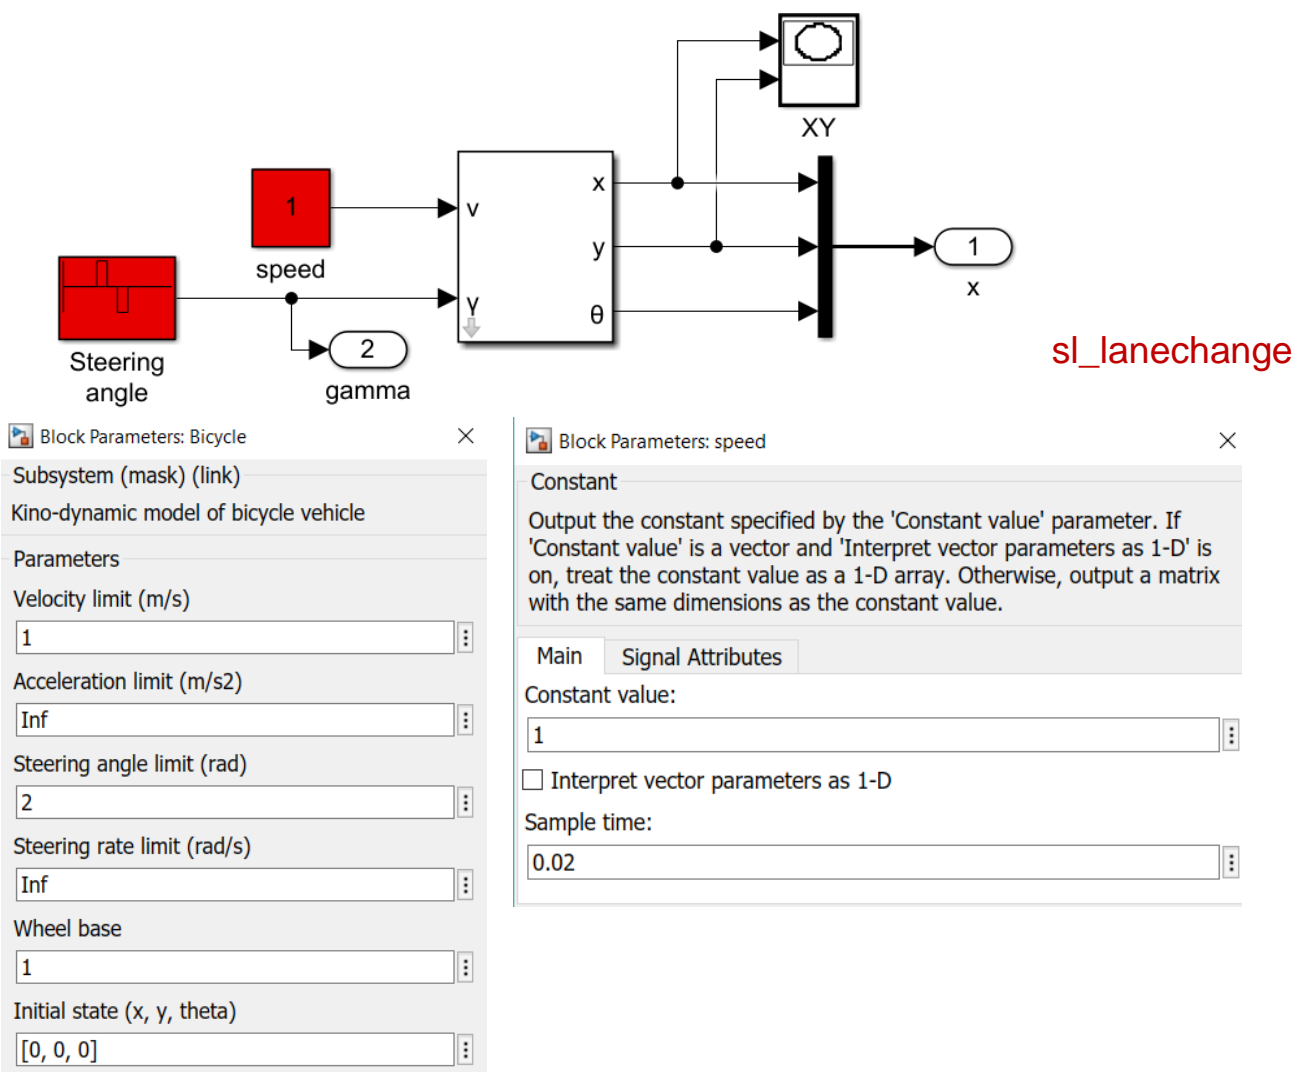 XY
1
speed
v
γ
x
y
θ
1
x
Steering
angle
2
gamma
sl_lanechange
Block Parameters: Bicycle
Subsystem (mask) (link)
Kino-dynamic model of bicycle vehicle
Parameters
Velocity limit (m/s)
1
Acceleration limit (m/s2)
Inf
Steering angle limit (rad)
2
Steering rate limit (rad/s)
Inf
Wheel base
1
Initial state (x, y, theta)
[0, 0, 0]
Block Parameters: speed
Constant
Output the constant specified by the 'Constant value' parameter. If
'Constant value' is a vector and 'Interpret vector parameters as 1-D' is
on, treat the constant value as a 1-D array. Otherwise, output a matrix
with the same dimensions as the constant value.
Main Signal Attributes
Constant value:
1
Interpret vector parameters as 1-D
Sample time:
0.02